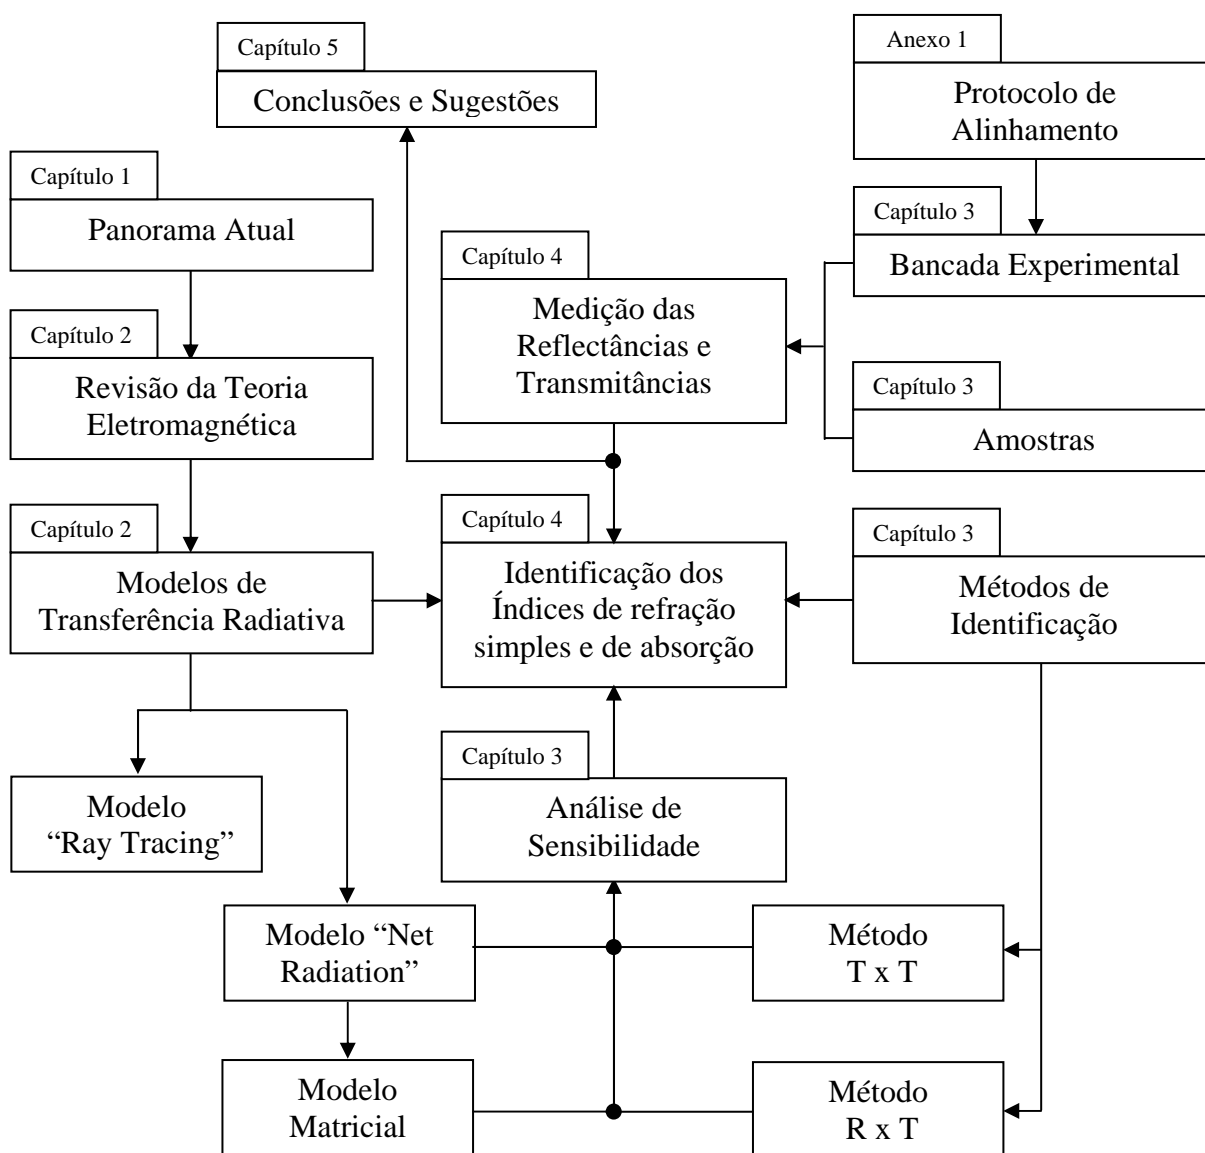 Capítulo 5
Conclusões e Sugestões
Anexo 1
Protocolo de
Alinhamento
Capítulo 1
Panorama Atual
Capítulo 3
Bancada Experimental
Capítulo 4
Medição das
Reflectâncias e
Transmitâncias
Capítulo 2
Revisão da Teoria
Eletromagnética
Capítulo 3
Amostras
Capítulo 2
Modelos de
Transferência Radiativa
Capítulo 4
Identificação dos
Índices de refração
simples e de absorção
Capítulo 3
Métodos de
Identificação
Capítulo 3
Análise de
Sensibilidade
Modelo
“Ray Tracing”
Modelo “Net
Radiation”
Método
T x T
Modelo
Matricial
Método
R x T